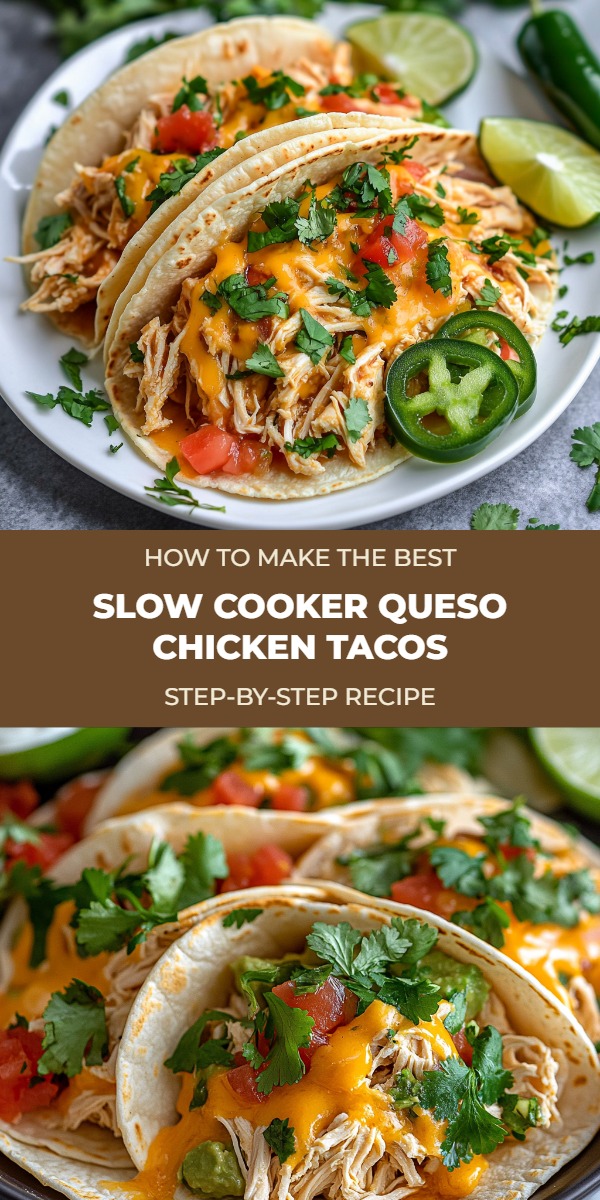 HOW TO MAKE THE BEST
SLOW COOKER QUESO
CHICKEN TACOS
STEP-BY-STEP RECIPE